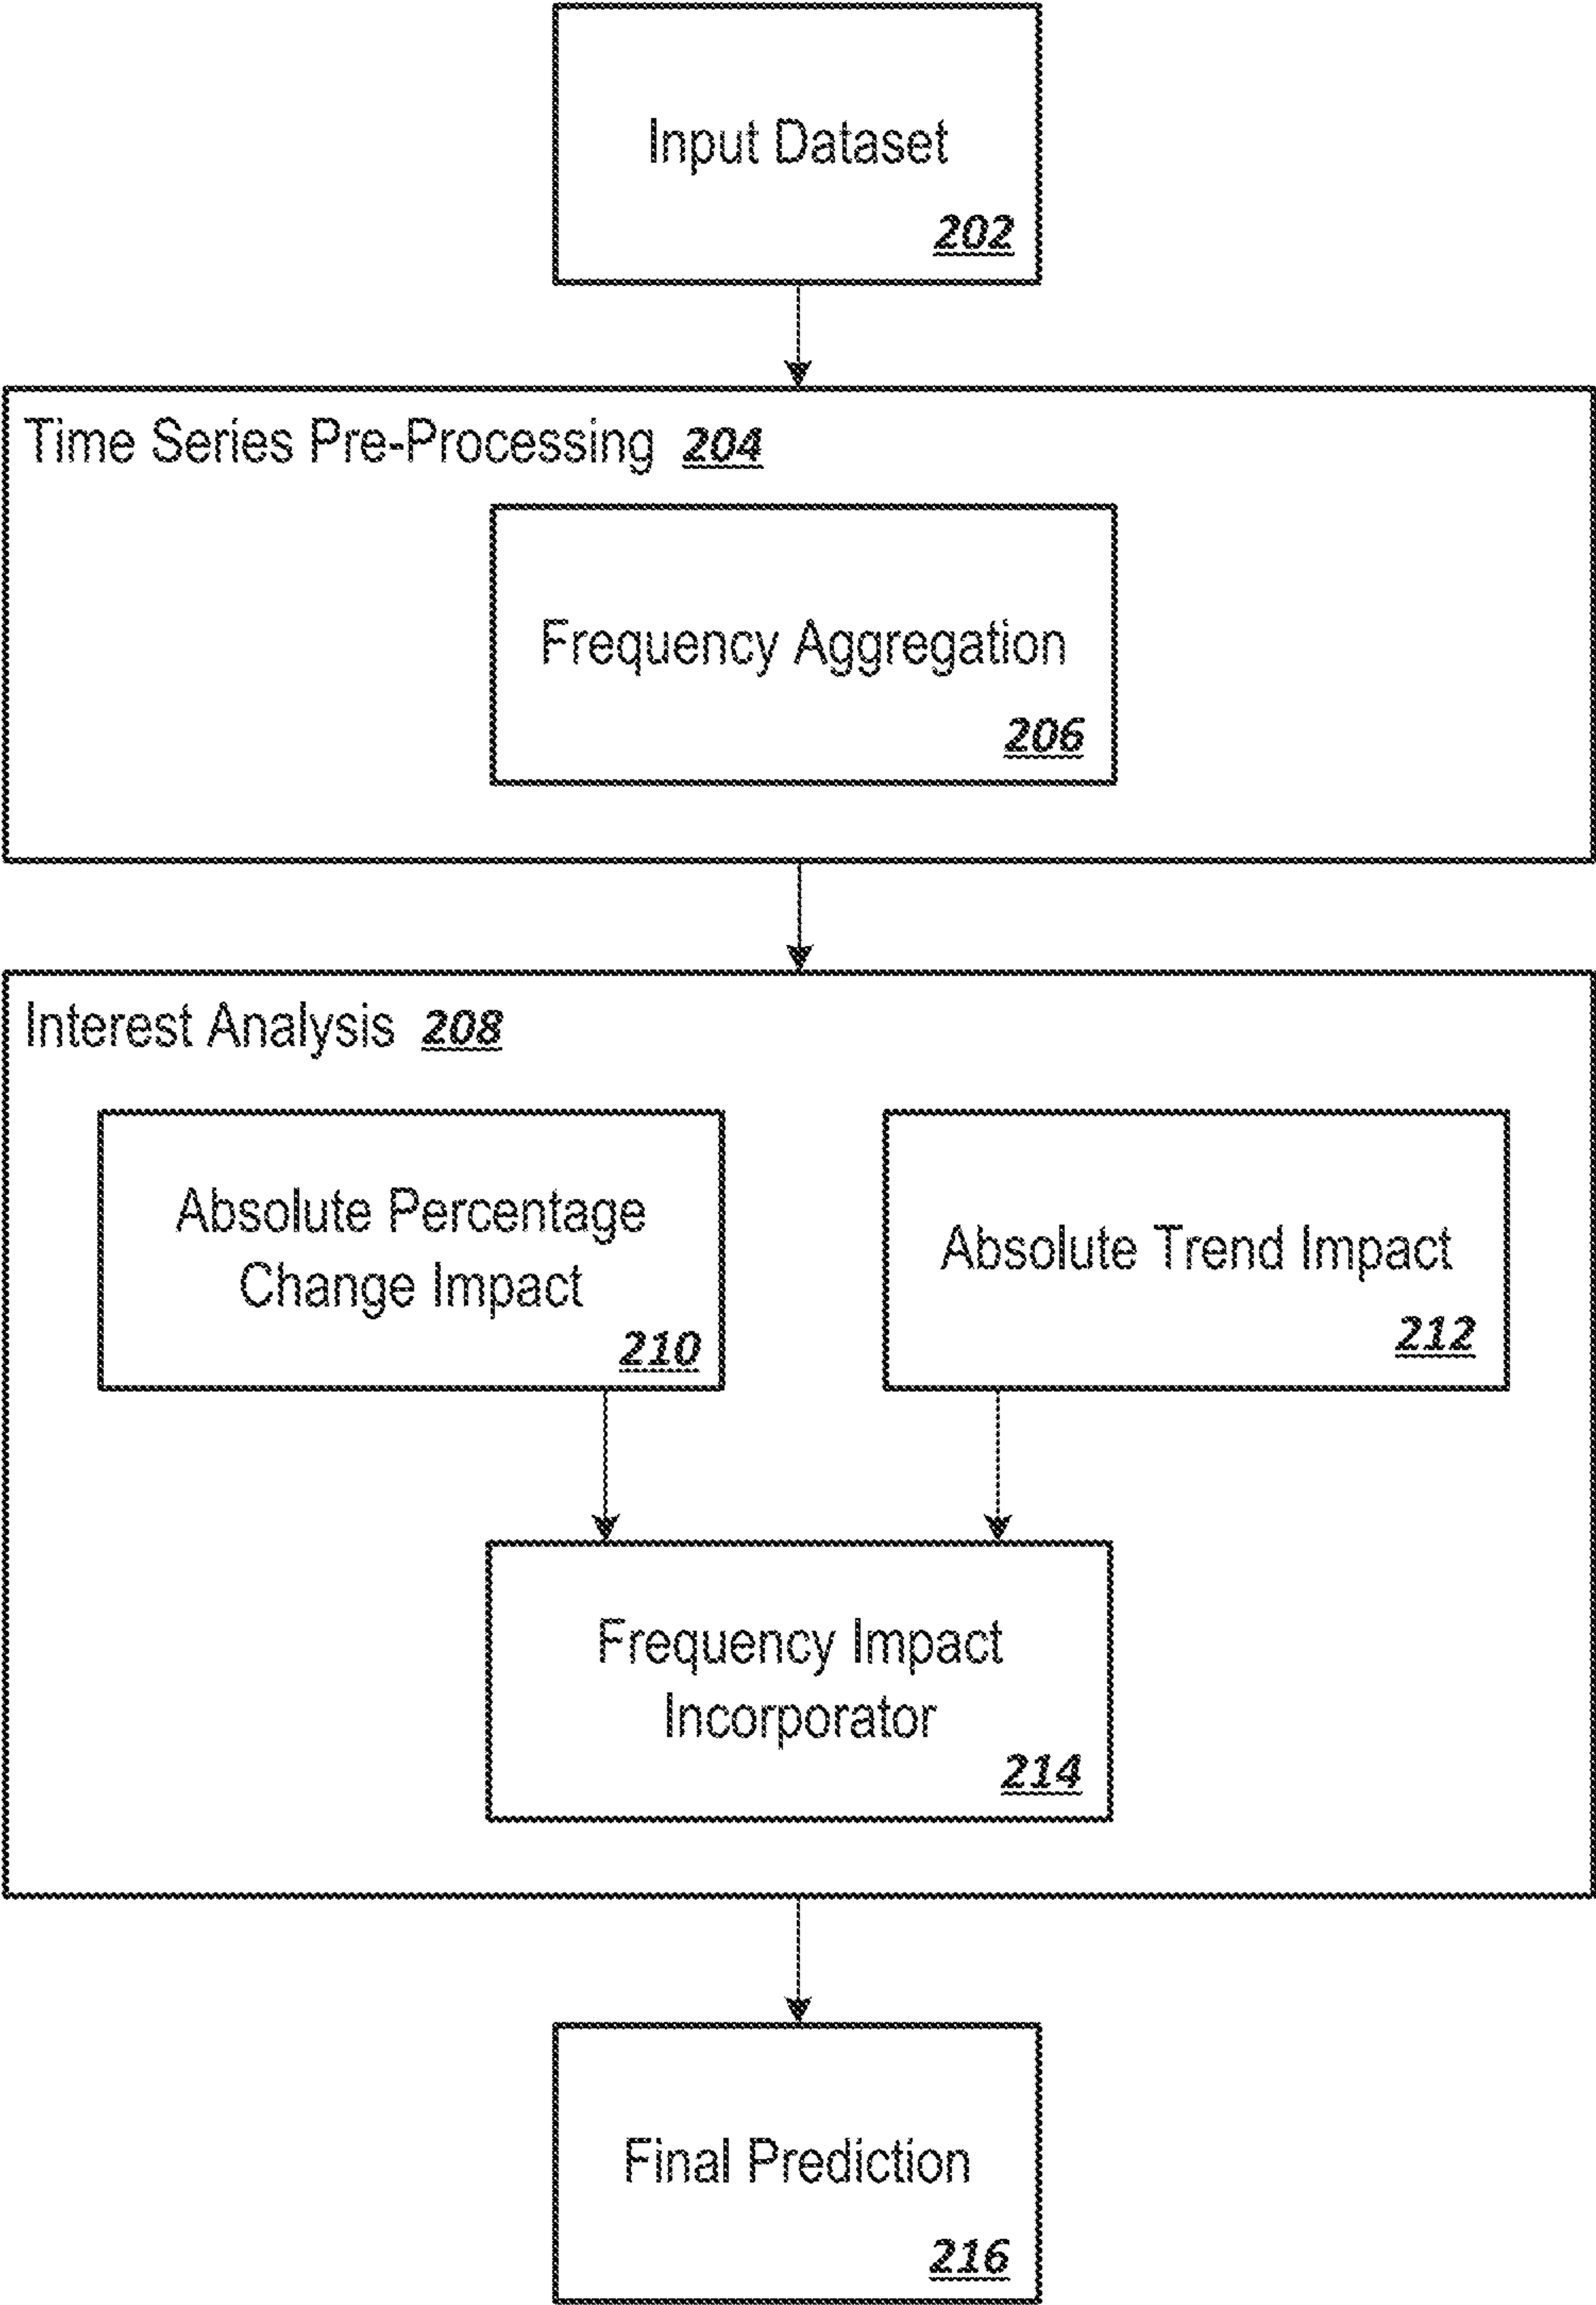 Input Dataset
202
Time Series Pre-Processing 204
Frequency Aggregation
206
Interest Analysis 208
Absolute Percentage
Change Impact
210
Absolute Trend Impact
212
Frequency Impact
Incorporator
214
Final Prediction
216